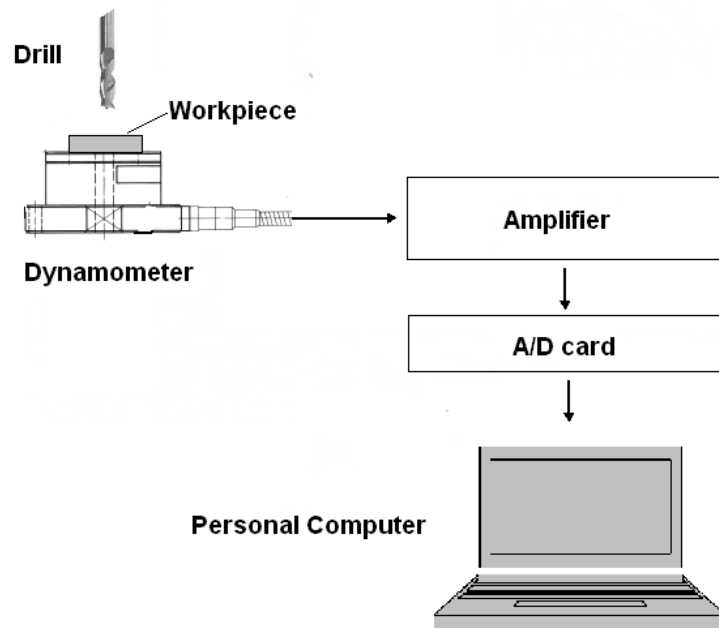 Drill
Workpiece
Amplifier
Dynamometer
A/D card
Personal Computer